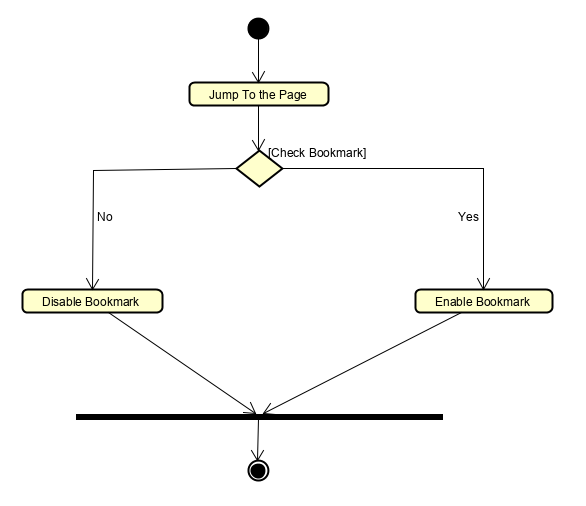 Jump To the Page
[Check Bookmark]
No
Yes
Disable Bookmark
Enable Bookmark